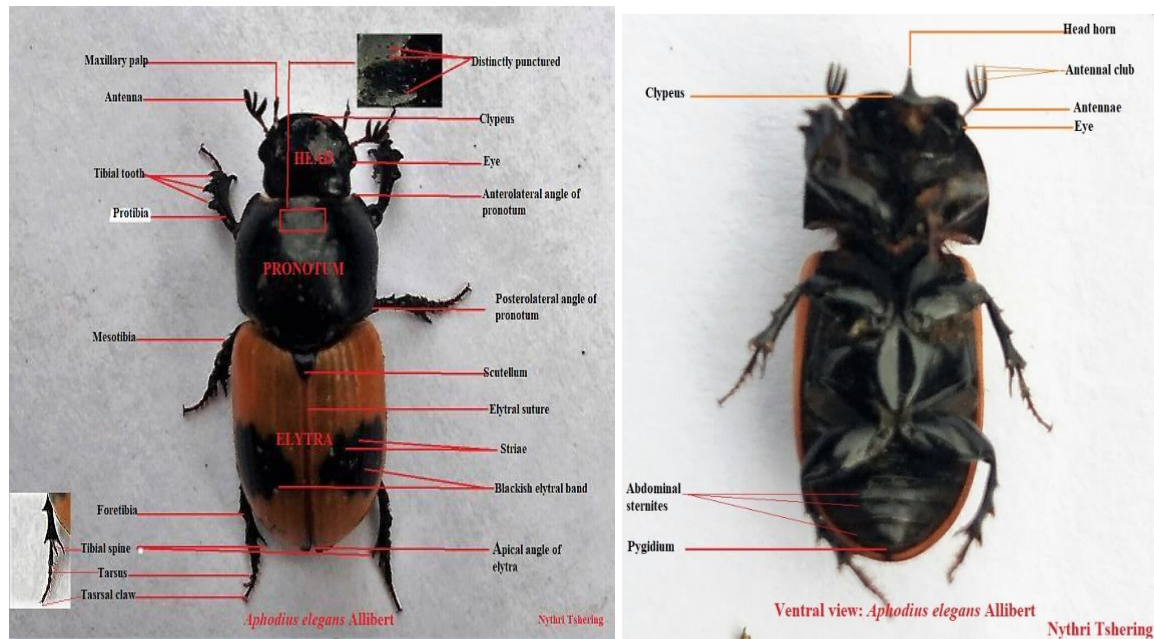 Maxillary palp
Antenna
Tibial tooth
Protibia
Mesotibia
Foretibia
Tibial spine
Tarsus
Tasrsal claw
HEAD
PRONOTUM
ELYTRA
Distinctly punctured
Clypeus
Eye
Anterolateral angle of
pronotum
Posterolateral angle of
pronotum
Scutellum
Elytral suture
Striae
Blackish elytral band
Apical angle of
elytra
Aphodius elegans Allibert
Nythri Tshering
Clypeus
Abdominal
sternites
Pygidium
Head horn
Antennal club
Antennae
Eye
Ventral view: Aphodius elegans Allibert
Nythri Tshering